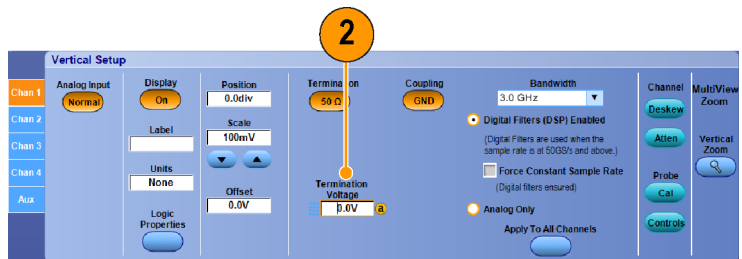 2
Vertical Setup
Chan 1
Chan 2
Chan 3
Chan 4
Aux
Analog Input
Normal
Display
On
Label
Units
None
Logic
Properties
Position
0.0div
Scale
100mV
Offset
0.0V
Termination
50 Ω
Termination
Voltage
0.0V
a
Coupling
GND
Bandwidth
3.0 GHz
Digital Filters (DSP) Enabled
(Digital Filters are used when the
sample rate is at 50GS/s and above.)
Force Constant Sample Rate
(Digital filters ensured)
Analog Only
Apply To All Channels
Channel
Deskew
Atten
Probe
Cal
Controls
MultiView
Zoom
Vertical
Zoom